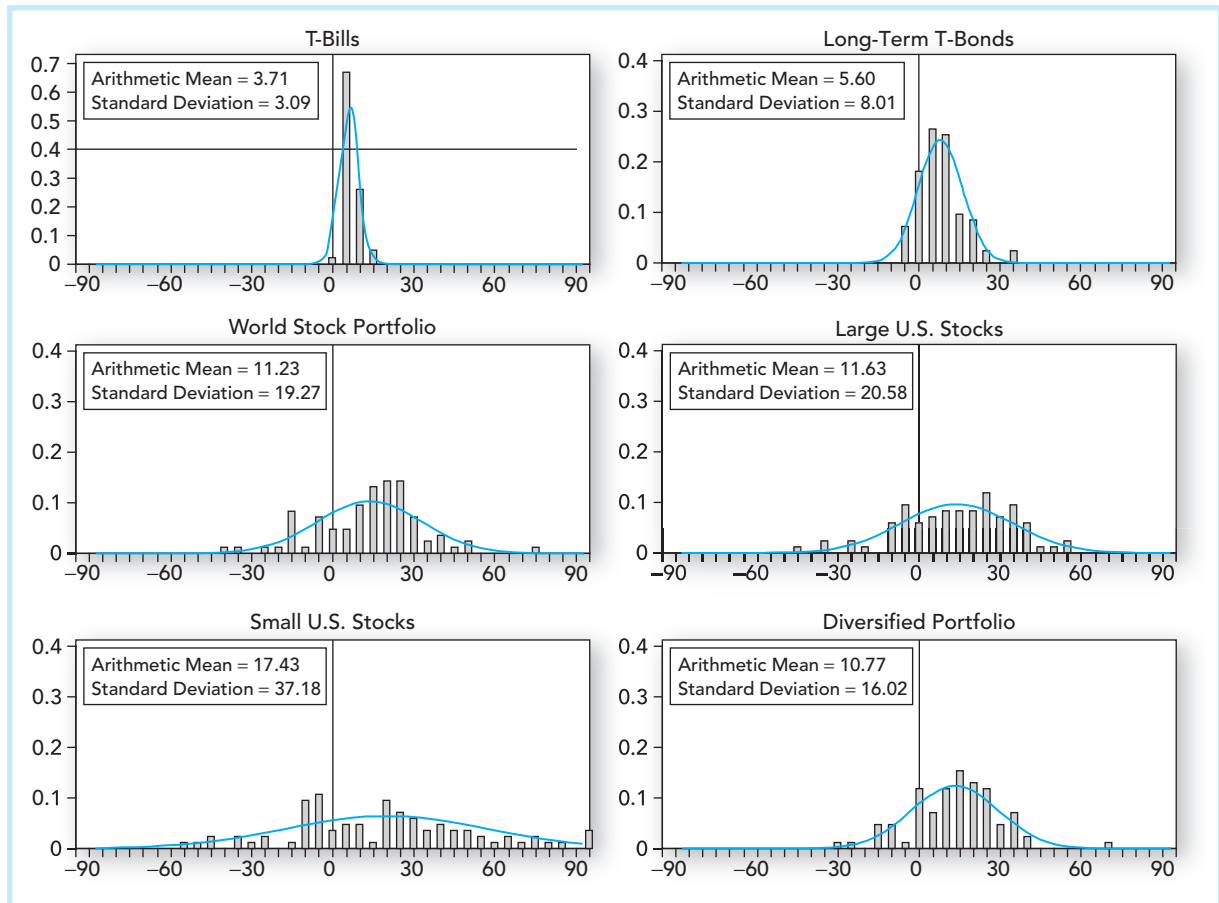 T-Bills
0.7
0.6
0.5
0.4
0.3
0.2
0.1
0
Arithmetic Mean = 3.71
Standard Deviation = 3.09
−90 −60 −30 0 30 60 90
Long-Term T-Bonds
0.4
0.3
0.2
0.1
0
Arithmetic Mean = 5.60
Standard Deviation = 8.01
−90 −60 −30 0 30 60 90
World Stock Portfolio
0.4
0.3
0.2
0.1
0
Arithmetic Mean = 11.23
Standard Deviation = 19.27
−90 −60 −30 0 30 60 90
Large U.S. Stocks
0.4
0.3
0.2
0.1
0
Arithmetic Mean = 11.63
Standard Deviation = 20.58
−90 −60 −30 0 30 60 90
Small U.S. Stocks
0.4
0.3
0.2
0.1
0
Arithmetic Mean = 17.43
Standard Deviation = 37.18
−90 −60 −30 0 30 60 90
Diversified Portfolio
0.4
0.3
0.2
0.1
0
Arithmetic Mean = 10.77
Standard Deviation = 16.02
−90 −60 −30 0 30 60 90